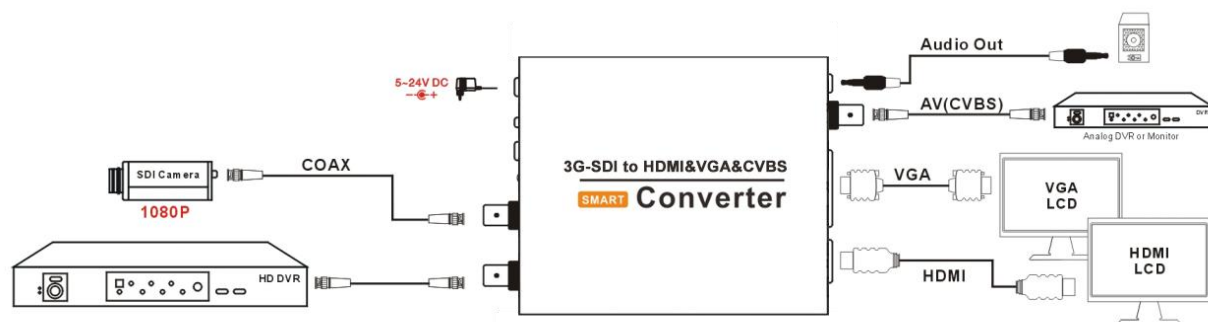 Audio Out
5~24V DC
AV(CVBS)
DVR
Analog DVR or Monitor
COAX
3G-SDI to HDMI&VGA&CVBS
SMART Converter
SDI Camera
1080P
VGA
VGA
LCD
HD DVR
HDMI
HDMI
LCD